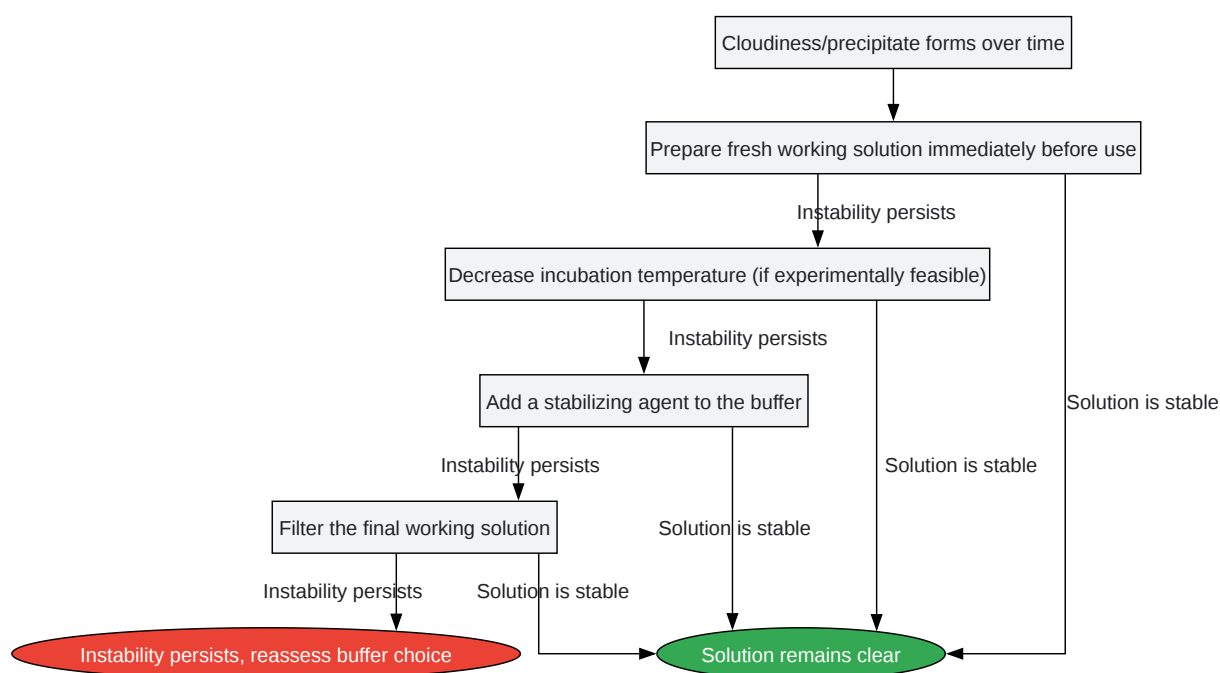 Cloudiness/precipitate forms over time
Prepare fresh working solution immediately before use
Instability persists
Decrease incubation temperature (if experimentally feasible)
Instability persists
Add a stabilizing agent to the buffer
Solution is stable
Instability persists
Solution is stable
Filter the final working solution
Solution is stable
Instability persists
Solution is stable
Instability persists, reassess buffer choice
Solution remains clear